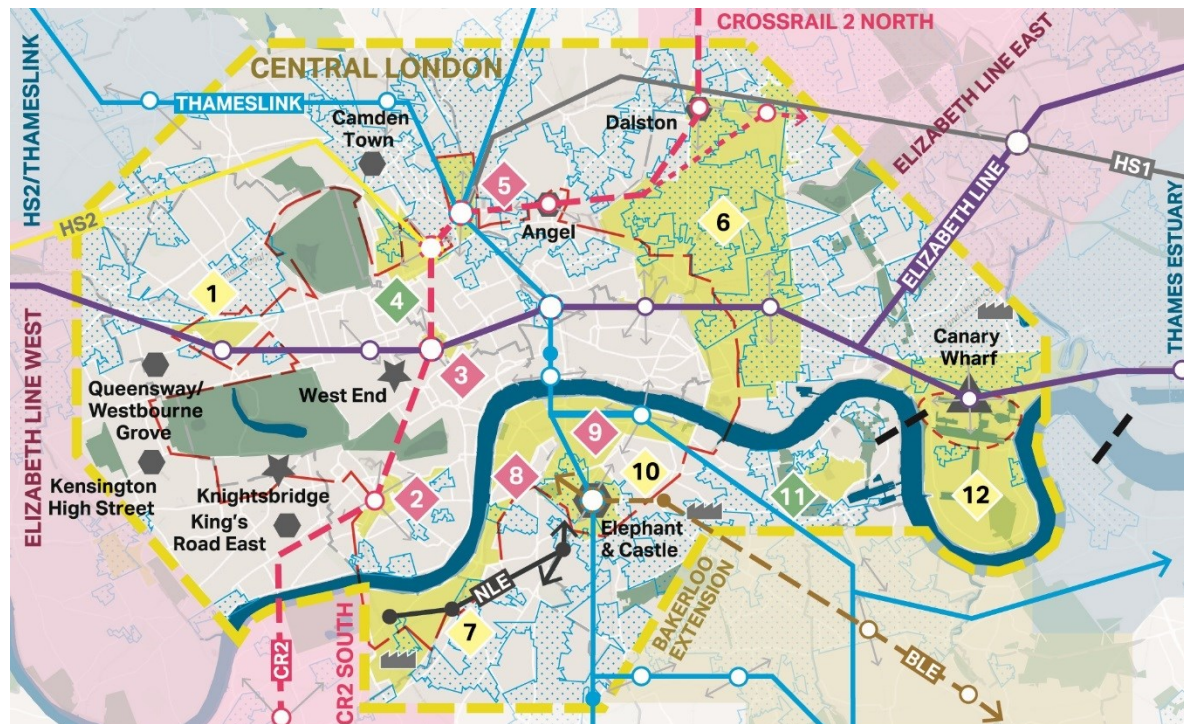 CROSSRAIL 2 NORTH
HS2/THAMESLINK
CENTRAL LONDON
THAMESLINK
Camden
Town
Dalston
ELIZABETH LINE EAST
HS1
5
Angel
6
HS2
ELIZABETH LINE
THAMES ESTUARY
1
4
Canary
Wharf
ELIZABETH LINE WEST
Queensway/
Westbourne
Grove
West End
3
9
Kensington
High Street
Knightsbridge
2
8
10
11
12
King's
Road East
Elephant
& Castle
NLE
7
BAKERLOO
EXTENSION
CR2
CR2 SOUTH
BLE